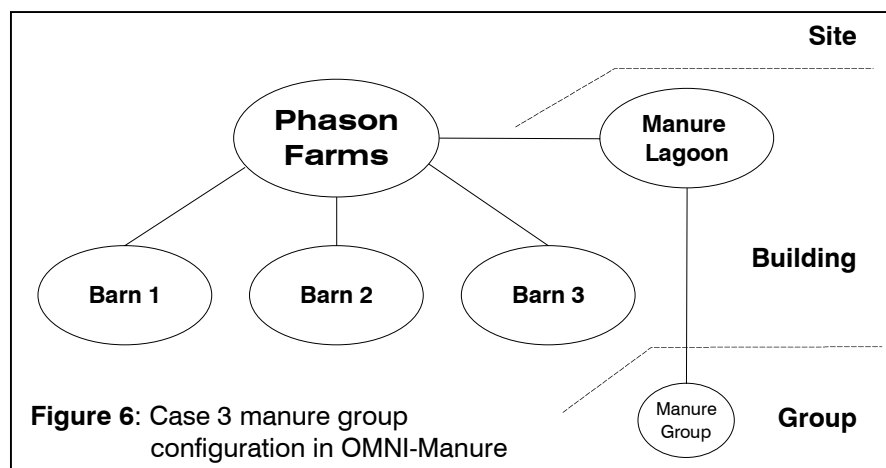 Site
Phason
Farms
Manure
Lagoon
Building
Barn 1
Barn 2
Barn 3
Manure
Group
Group
Figure 6: Case 3 manure group
configuration in OMNI-Manure